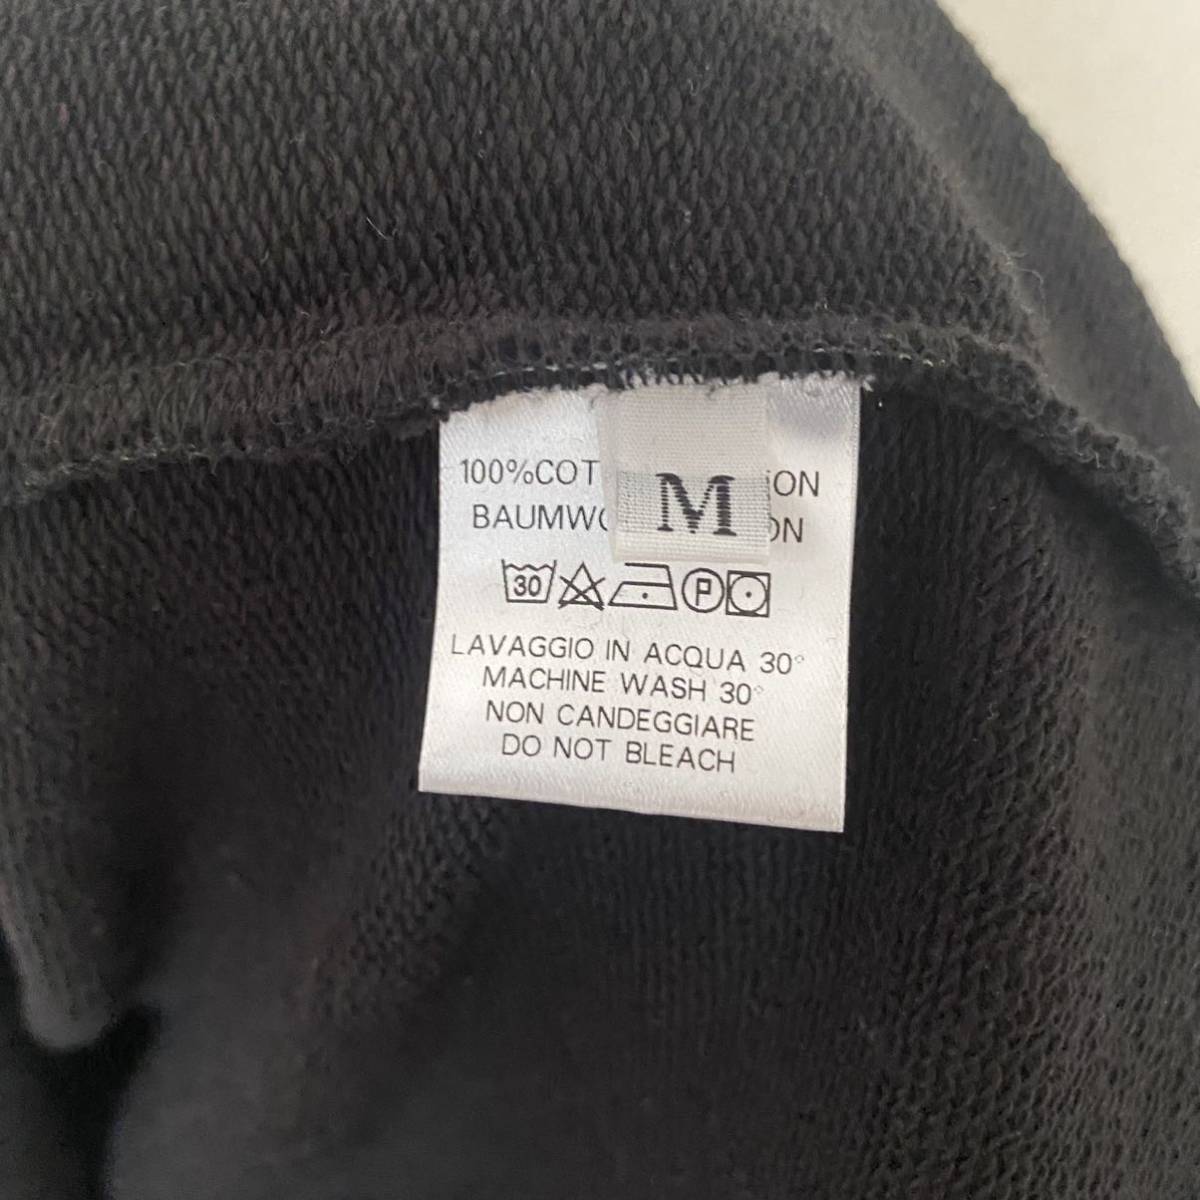 100%COT
BAUMWO
M
ON
ON
30
P
LAVAGGIO IN ACQUA 30°
MACHINE WASH 30°
NON CANDEGGIARE
DO NOT BLEACH